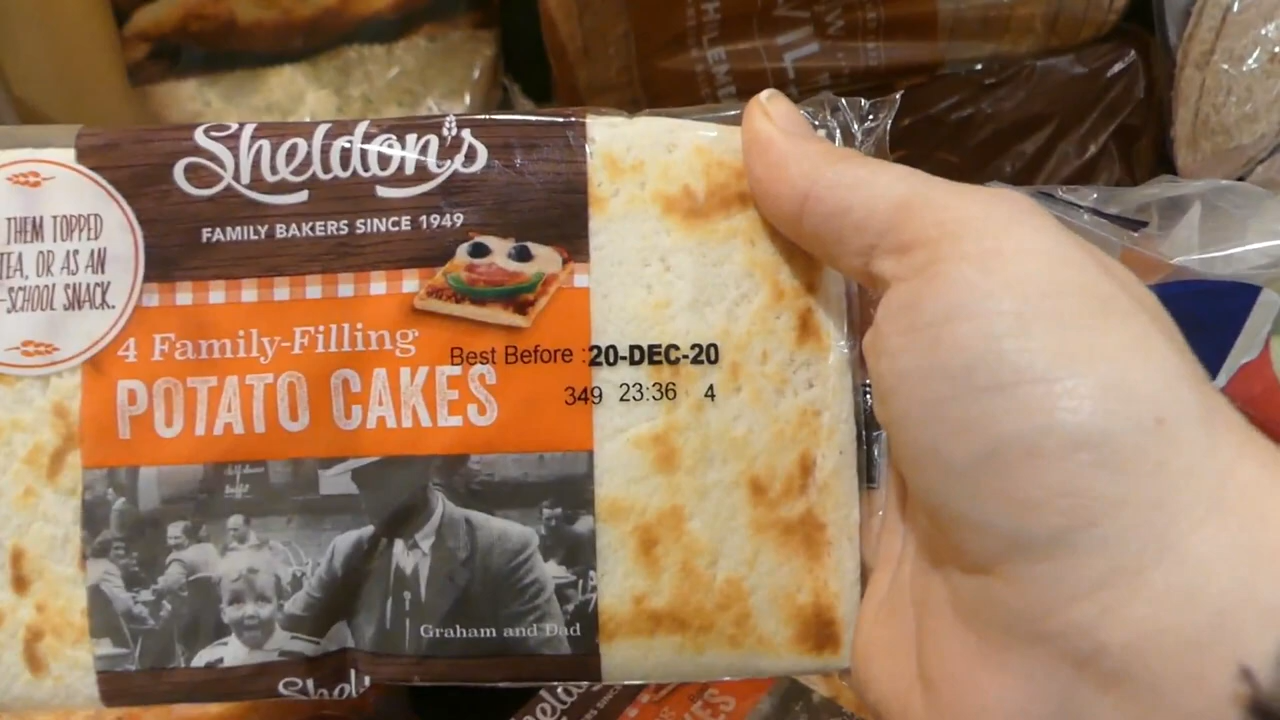 Sheldon's
FAMILY BAKERS SINCE 1949
THEM TOPPED
TEA, OR AS AN
-SCHOOL SNACK.
4 Family-Filling
POTATO CAKES
Best Before : 20-DEC-20
349 23:36 4
Graham and Dad